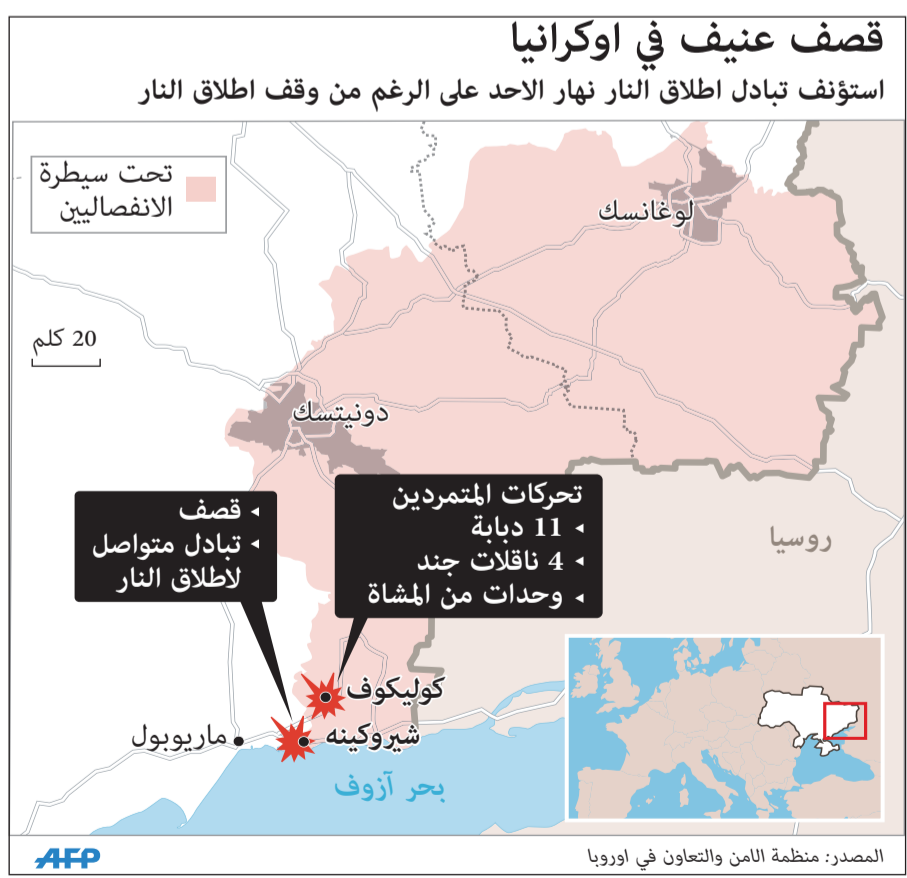 قصف عنيف في اوكرانيا
استؤنف تبادل اطلاق النار نهار الاحد على الرغم من وقف اطلاق النار
تحت سيطرة
الانفصاليين
لوغانسك
20 كلم
دونيتسك
تحركات المتمردين
11 دبابة
4 ناقلات جند
وحدات من المشاة
قصف
تبادل متواصل
لاطلاق النار
روسيا
كوليكوف
شيروكينه
ماريوبول
بحر آزوف
المصدر: منظمة الامن والتعاون في اوروبا
AFP